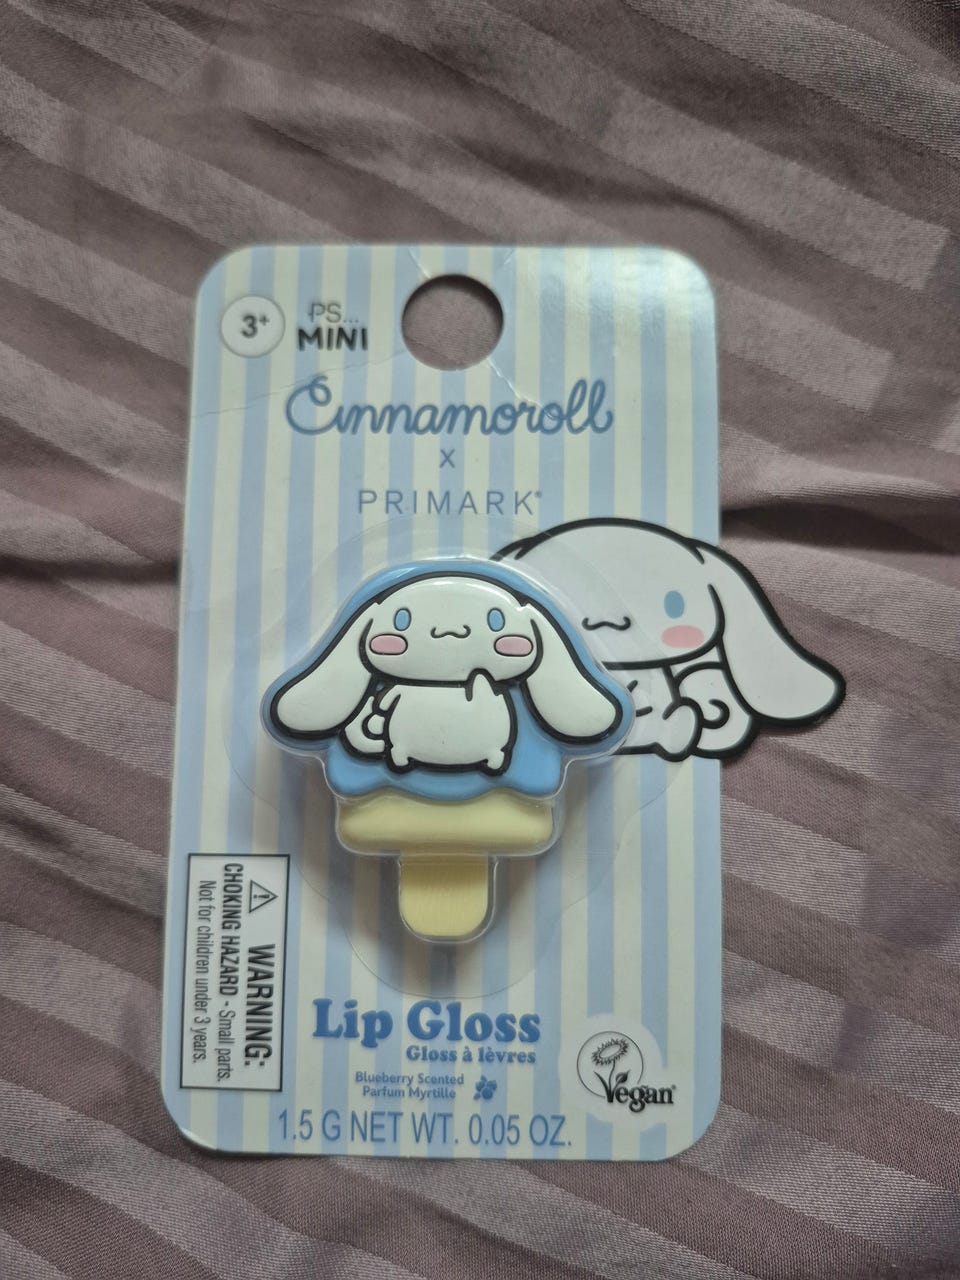 3+
PS...
MINI
Cinnamoroll
X
PRIMARK®
WARNING:
CHOKING HAZARD - Small parts.
Not for children under 3 years.
Lip Gloss
Gloss à lèvres
Blueberry Scented
Parfum Myrtille
1.5 G NET WT. 0.05 OZ.
Vegan